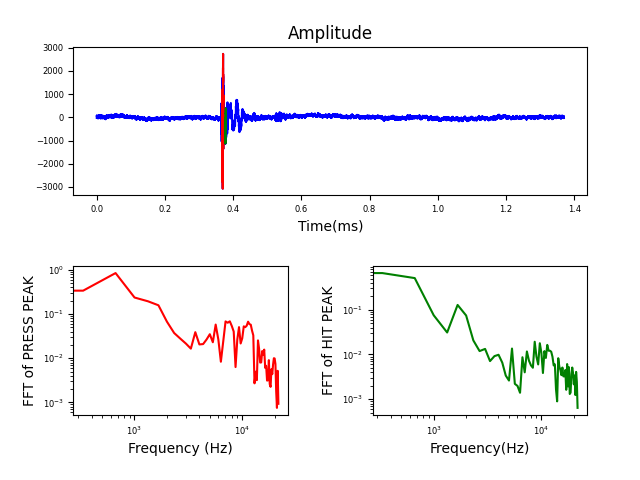 Amplitude
3000
2000
1000
0
−1000
−2000
−3000
0.0 0.2 0.4 0.6 0.8 1.0 1.2 1.4
Time(ms)
FFT of PRESS PEAK
10⁰
10⁻¹
10⁻²
10⁻³
10³ 10⁴
Frequency (Hz)
FFT of HIT PEAK
10⁻¹
10⁻²
10⁻³
10³ 10⁴
Frequency(Hz)